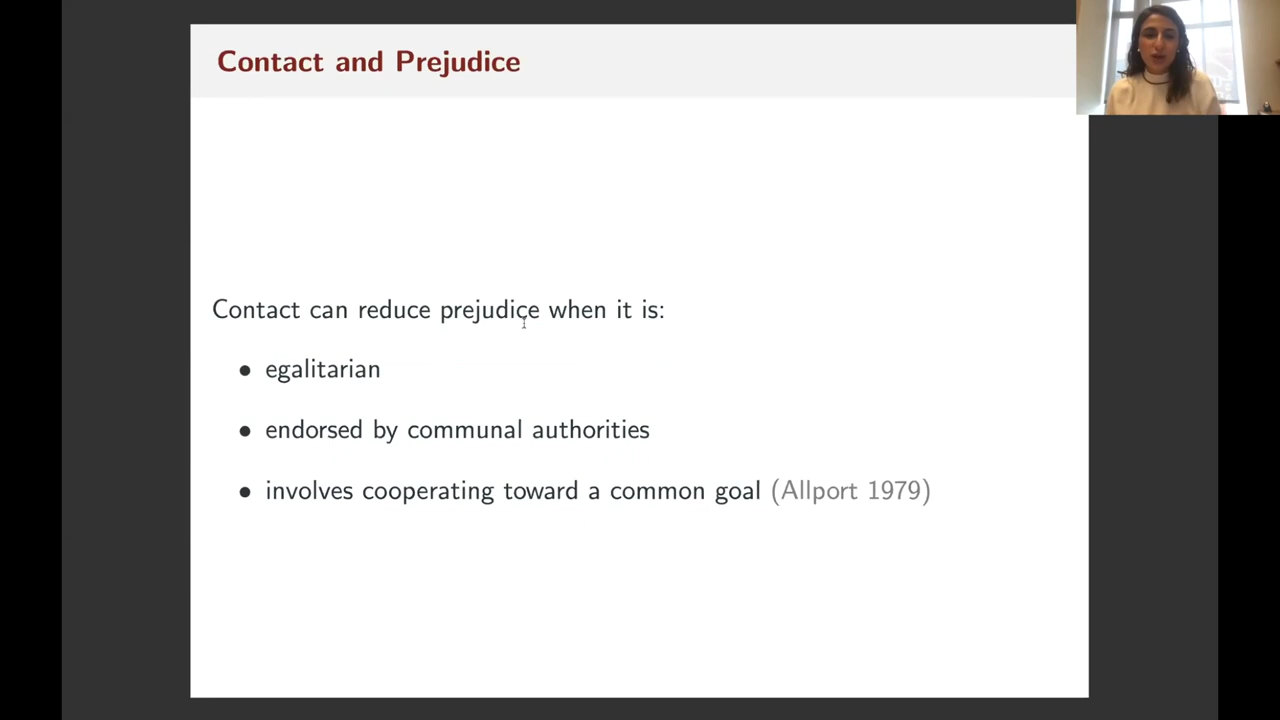 Contact and Prejudice
Contact can reduce prejudice when it is:
• egalitarian
• endorsed by communal authorities
• involves cooperating toward a common goal (Allport 1979)